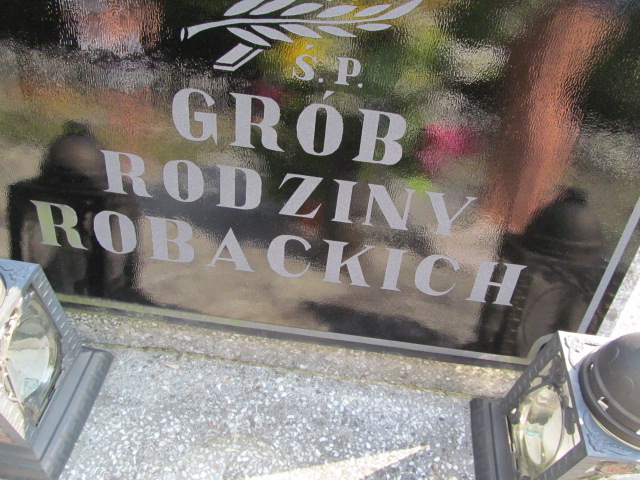 Ś. P.
GRÓB
RODZINY
ROBACKICH